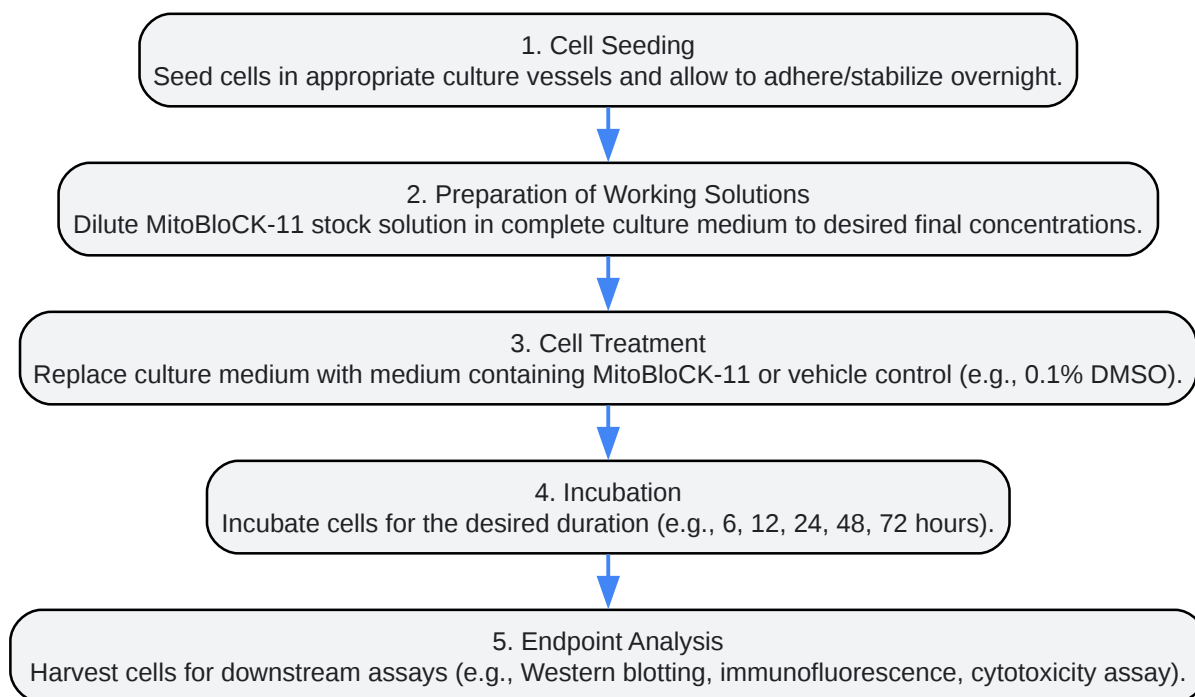 1. Cell Seeding
Seed cells in appropriate culture vessels and allow to adhere/stabilize overnight.
2. Preparation of Working Solutions
Dilute MitoBloCK-11 stock solution in complete culture medium to desired final concentrations.
3. Cell Treatment
Replace culture medium with medium containing MitoBloCK-11 or vehicle control (e.g., 0.1% DMSO).
4. Incubation
Incubate cells for the desired duration (e.g., 6, 12, 24, 48, 72 hours).
5. Endpoint Analysis
Harvest cells for downstream assays (e.g., Western blotting, immunofluorescence, cytotoxicity assay).